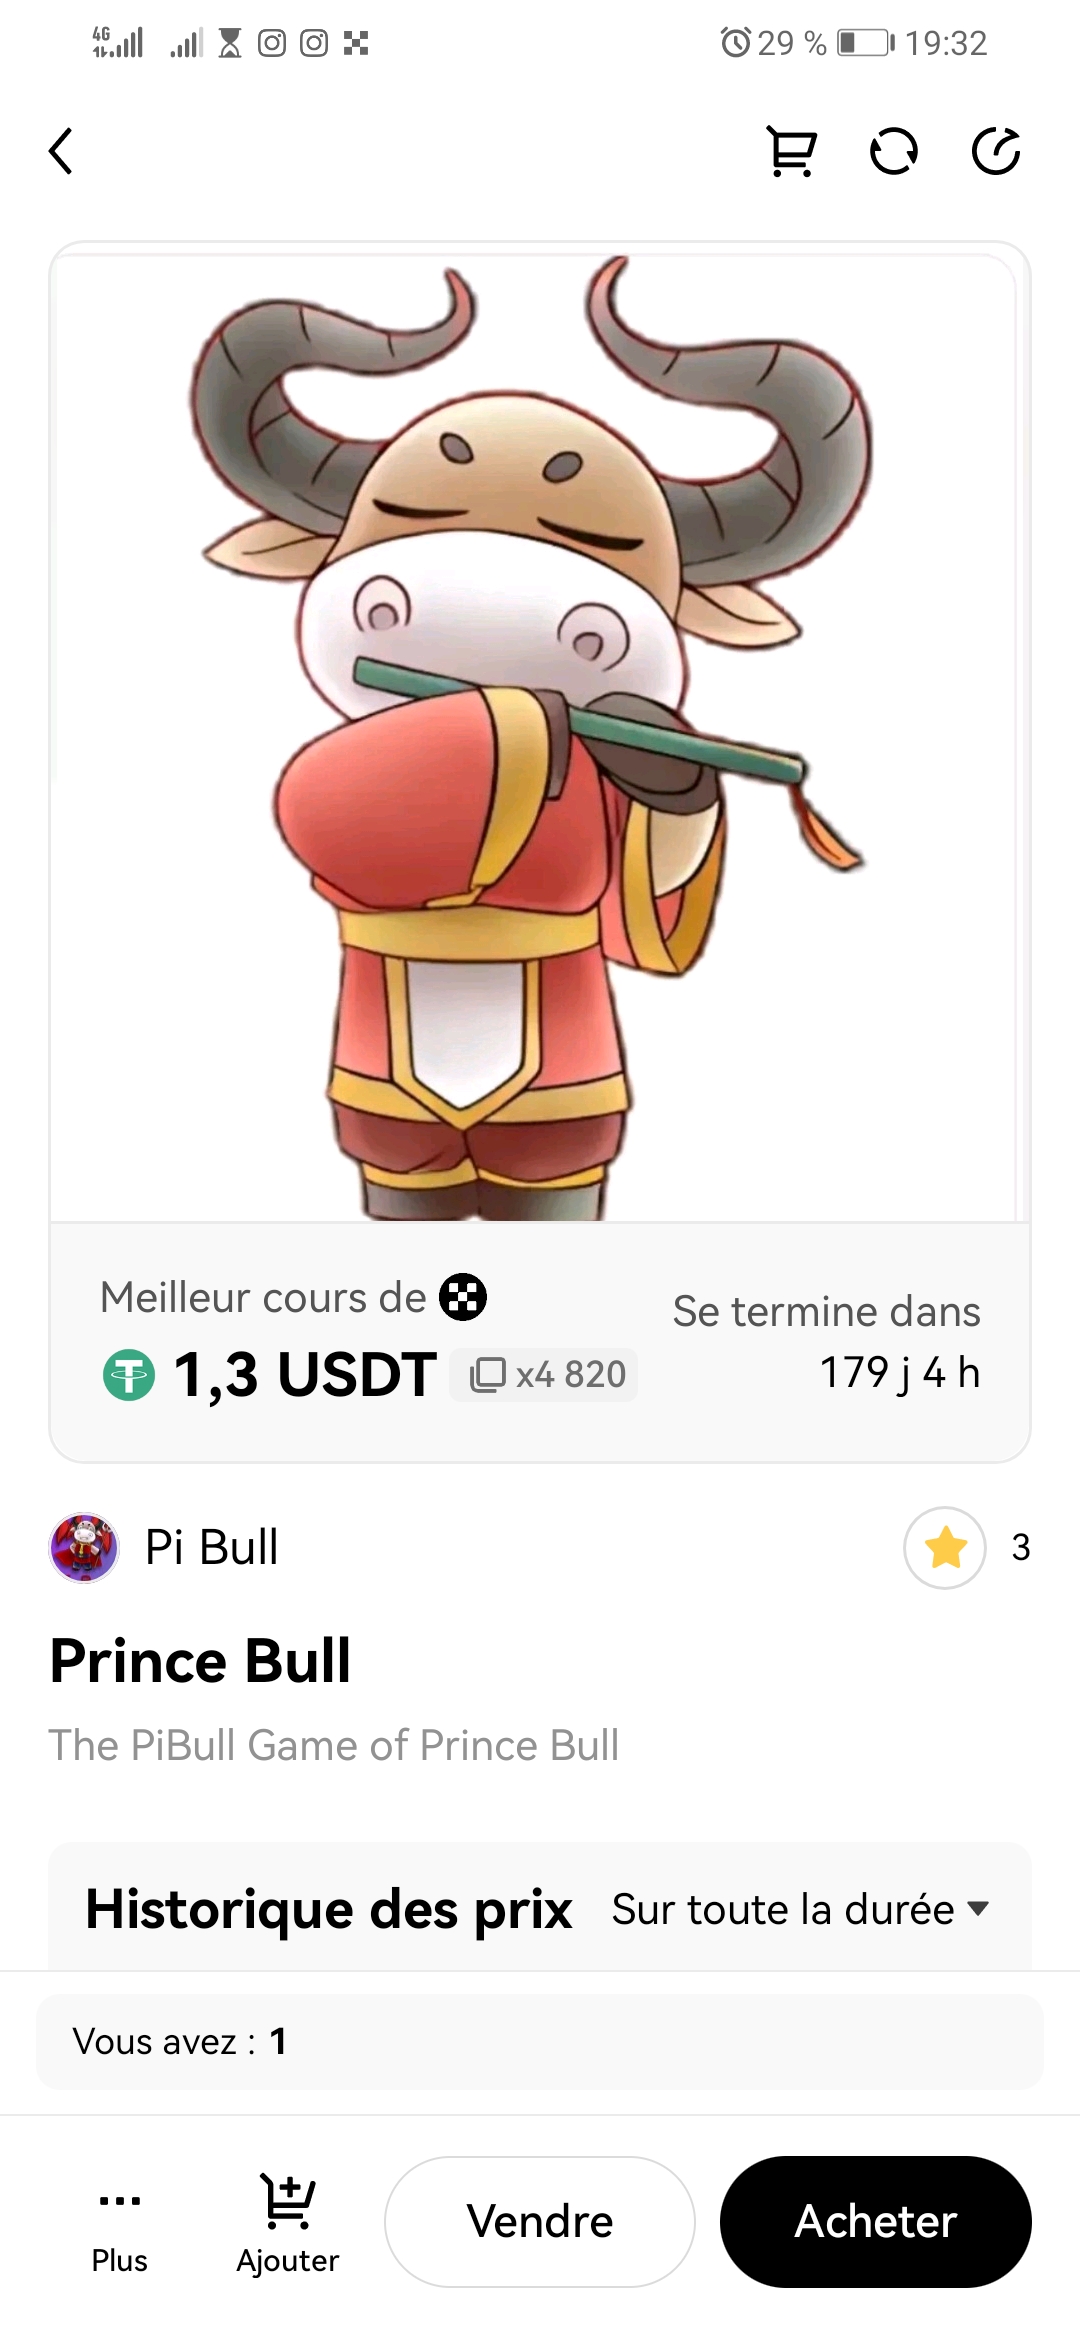 4G 29 % 19:32
Meilleur cours de
Se termine dans
1,3 USDT x4 820
179 j 4 h
Pi Bull
3
Prince Bull
The PiBull Game of Prince Bull
Historique des prix Sur toute la durée
Vous avez : 1
Plus
Ajouter
Vendre
Acheter